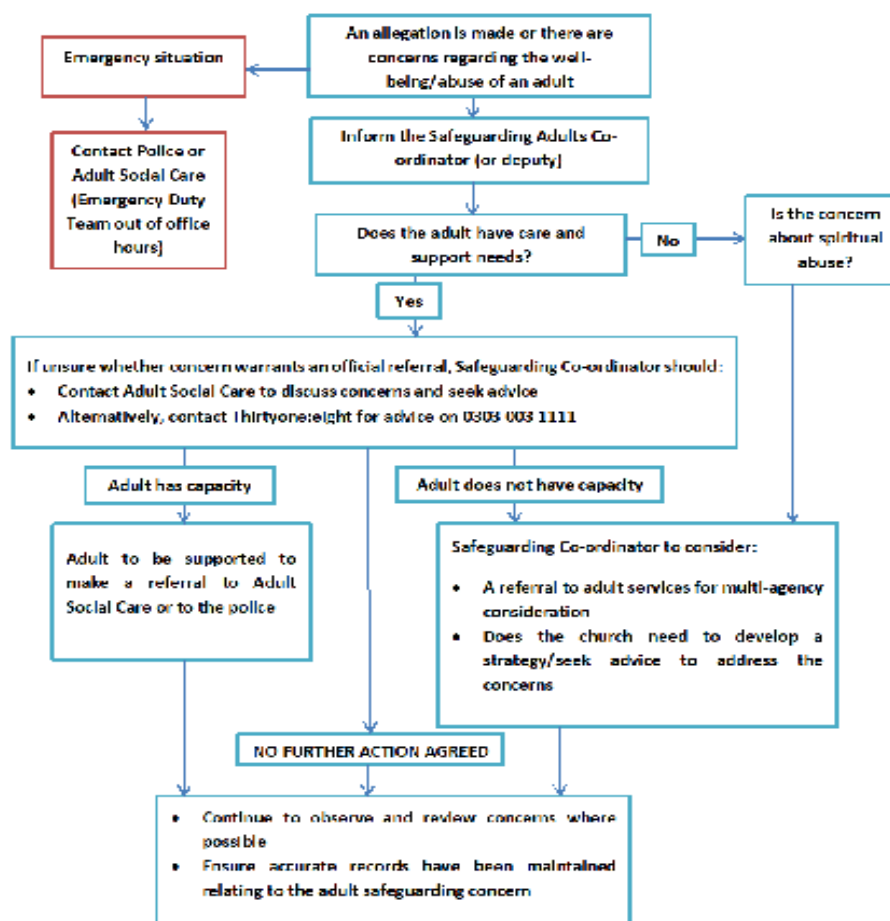 An allegation is made or there are
concerns regarding the well-
being/abuse of an adult
Emergency situation
Contact Police or
Adult Social Care
(Emergency Duty
Team out of office
hours)
Inform the Safeguarding Adults Co-
ordinator (or deputy)
Does the adult have care and
support needs?
No
Is the concern
about spiritual
abuse?
Yes
If unsure whether concern warrants an official referral, Safeguarding Co-ordinator should:
• Contact Adult Social Care to discuss concerns and seek advice
• Alternatively, contact Thirtyone:eight for advice on 0303 003 1111
Adult has capacity
Adult does not have capacity
Adult to be supported to
make a referral to Adult
Social Care or to the police
Safeguarding Co-ordinator to consider:
• A referral to adult services for multi-agency
consideration
• Does the church need to develop a
strategy/seek advice to address the
concerns
NO FURTHER ACTION AGREED
• Continue to observe and review concerns where
possible
• Ensure accurate records have been maintained
relating to the adult safeguarding concern